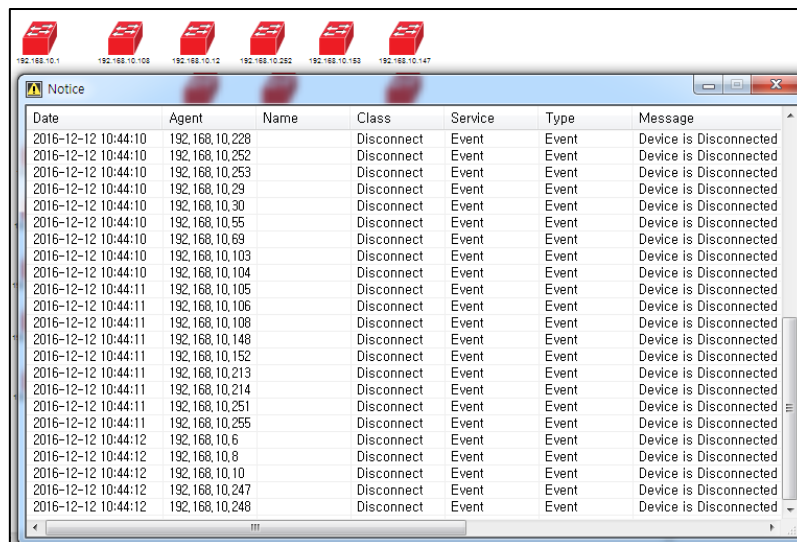 192.168.10.1 192.168.10.108 192.168.10.12 192.168.10.252 192.168.10.153 192.168.10.147
Notice
Date Agent Name Class Service Type Message
2016-12-12 10:44:10 192,168,10,228 Disconnect Event Event Device is Disconnected
2016-12-12 10:44:10 192,168,10,252 Disconnect Event Event Device is Disconnected
2016-12-12 10:44:10 192,168,10,253 Disconnect Event Event Device is Disconnected
2016-12-12 10:44:10 192,168,10,29 Disconnect Event Event Device is Disconnected
2016-12-12 10:44:10 192,168,10,30 Disconnect Event Event Device is Disconnected
2016-12-12 10:44:10 192,168,10,55 Disconnect Event Event Device is Disconnected
2016-12-12 10:44:10 192,168,10,69 Disconnect Event Event Device is Disconnected
2016-12-12 10:44:10 192,168,10,103 Disconnect Event Event Device is Disconnected
2016-12-12 10:44:10 192,168,10,104 Disconnect Event Event Device is Disconnected
2016-12-12 10:44:11 192,168,10,105 Disconnect Event Event Device is Disconnected
2016-12-12 10:44:11 192,168,10,106 Disconnect Event Event Device is Disconnected
2016-12-12 10:44:11 192,168,10,108 Disconnect Event Event Device is Disconnected
2016-12-12 10:44:11 192,168,10,148 Disconnect Event Event Device is Disconnected
2016-12-12 10:44:11 192,168,10,152 Disconnect Event Event Device is Disconnected
2016-12-12 10:44:11 192,168,10,213 Disconnect Event Event Device is Disconnected
2016-12-12 10:44:11 192,168,10,214 Disconnect Event Event Device is Disconnected
2016-12-12 10:44:11 192,168,10,251 Disconnect Event Event Device is Disconnected
2016-12-12 10:44:11 192,168,10,255 Disconnect Event Event Device is Disconnected
2016-12-12 10:44:12 192,168,10,6 Disconnect Event Event Device is Disconnected
2016-12-12 10:44:12 192,168,10,8 Disconnect Event Event Device is Disconnected
2016-12-12 10:44:12 192,168,10,10 Disconnect Event Event Device is Disconnected
2016-12-12 10:44:12 192,168,10,247 Disconnect Event Event Device is Disconnected
2016-12-12 10:44:12 192,168,10,248 Disconnect Event Event Device is Disconnected